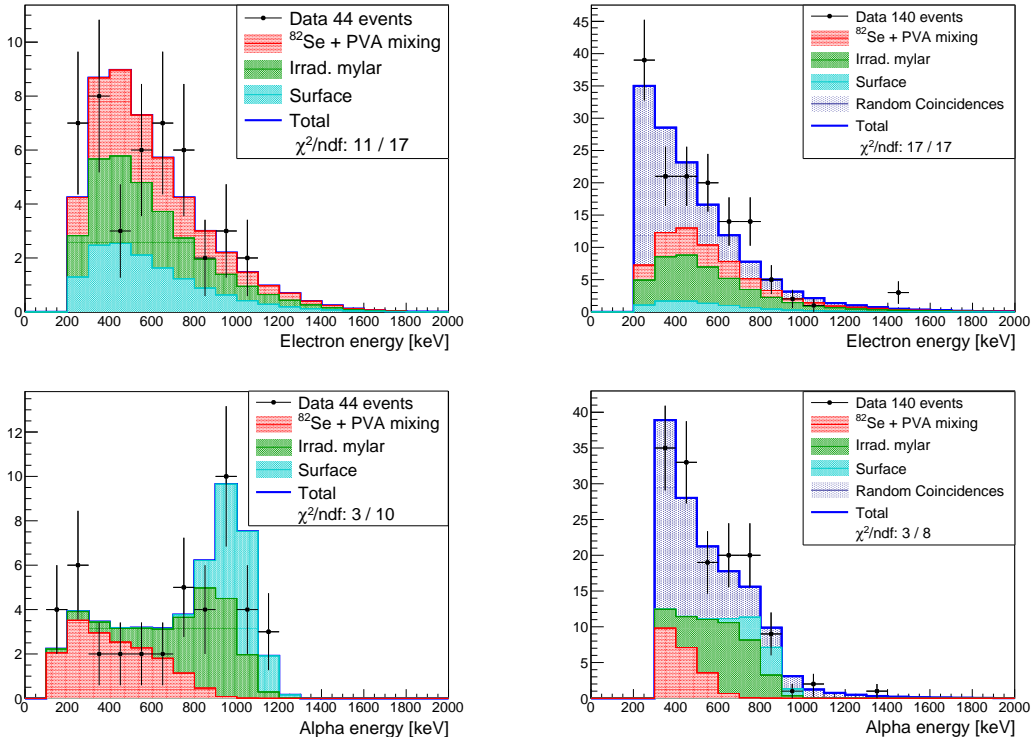 Data 44 events
⁸²Se + PVA mixing
Irrad. mylar
Surface
Total
χ²/ndf: 11 / 17
10
8
6
4
2
0
0 200 400 600 800 1000 1200 1400 1600 1800 2000
Electron energy [keV]
Data 140 events
⁸²Se + PVA mixing
Irrad. mylar
Surface
Random Coincidences
Total
χ²/ndf: 17 / 17
45
40
35
30
25
20
15
10
5
0
0 200 400 600 800 1000 1200 1400 1600 1800 2000
Electron energy [keV]
Data 44 events
⁸²Se + PVA mixing
Irrad. mylar
Surface
Total
χ²/ndf: 3 / 10
12
10
8
6
4
2
0
0 200 400 600 800 1000 1200 1400 1600 1800 2000
Alpha energy [keV]
Data 140 events
⁸²Se + PVA mixing
Irrad. mylar
Surface
Random Coincidences
Total
χ²/ndf: 3 / 8
40
35
30
25
20
15
10
5
0
0 200 400 600 800 1000 1200 1400 1600 1800 2000
Alpha energy [keV]